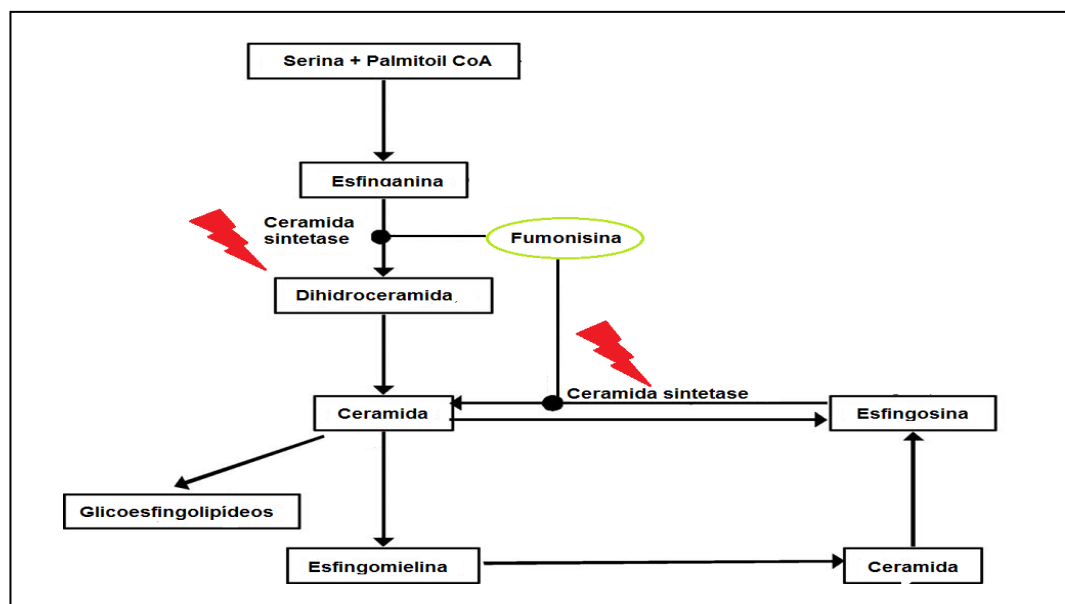 Serina + Palmitoil CoA
Esfinganina
Ceramida
sintetase
Fumonisina
Dihidroceramida
Ceramida sintetase
Ceramida
Esfingosina
Glicoesfingolipídeos
Esfingomielina
Ceramida